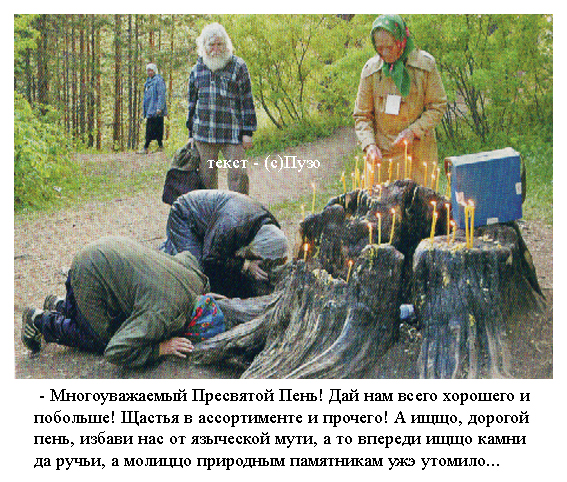 текст - (с)Пузо
- Многоуважаемый Пресвятой Пень! Дай нам всего хорошего и
побольше! Щастья в ассортименте и прочего! А ищщо, дорогой
пень, избави нас от языческой мути, а то впереди ищщо камни
да ручьи, а молиццо природным памятникам ужэ утомило...